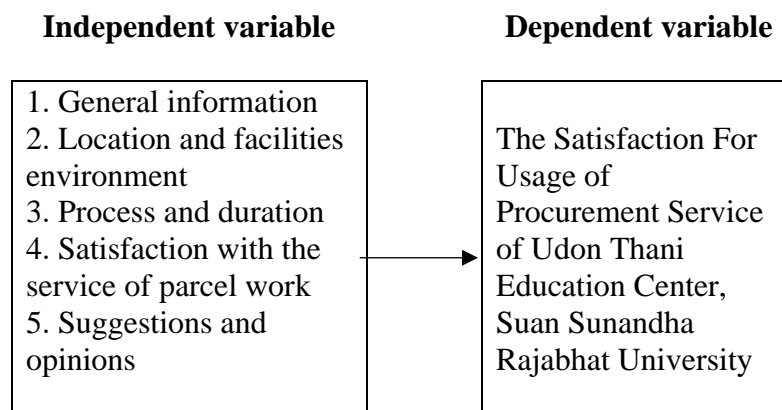 Independent variable
Dependent variable
1. General information
2. Location and facilities
environment
3. Process and duration
4. Satisfaction with the
service of parcel work
5. Suggestions and
opinions
The Satisfaction For
Usage of
Procurement Service
of Udon Thani
Education Center,
Suan Sunandha
Rajabhat University